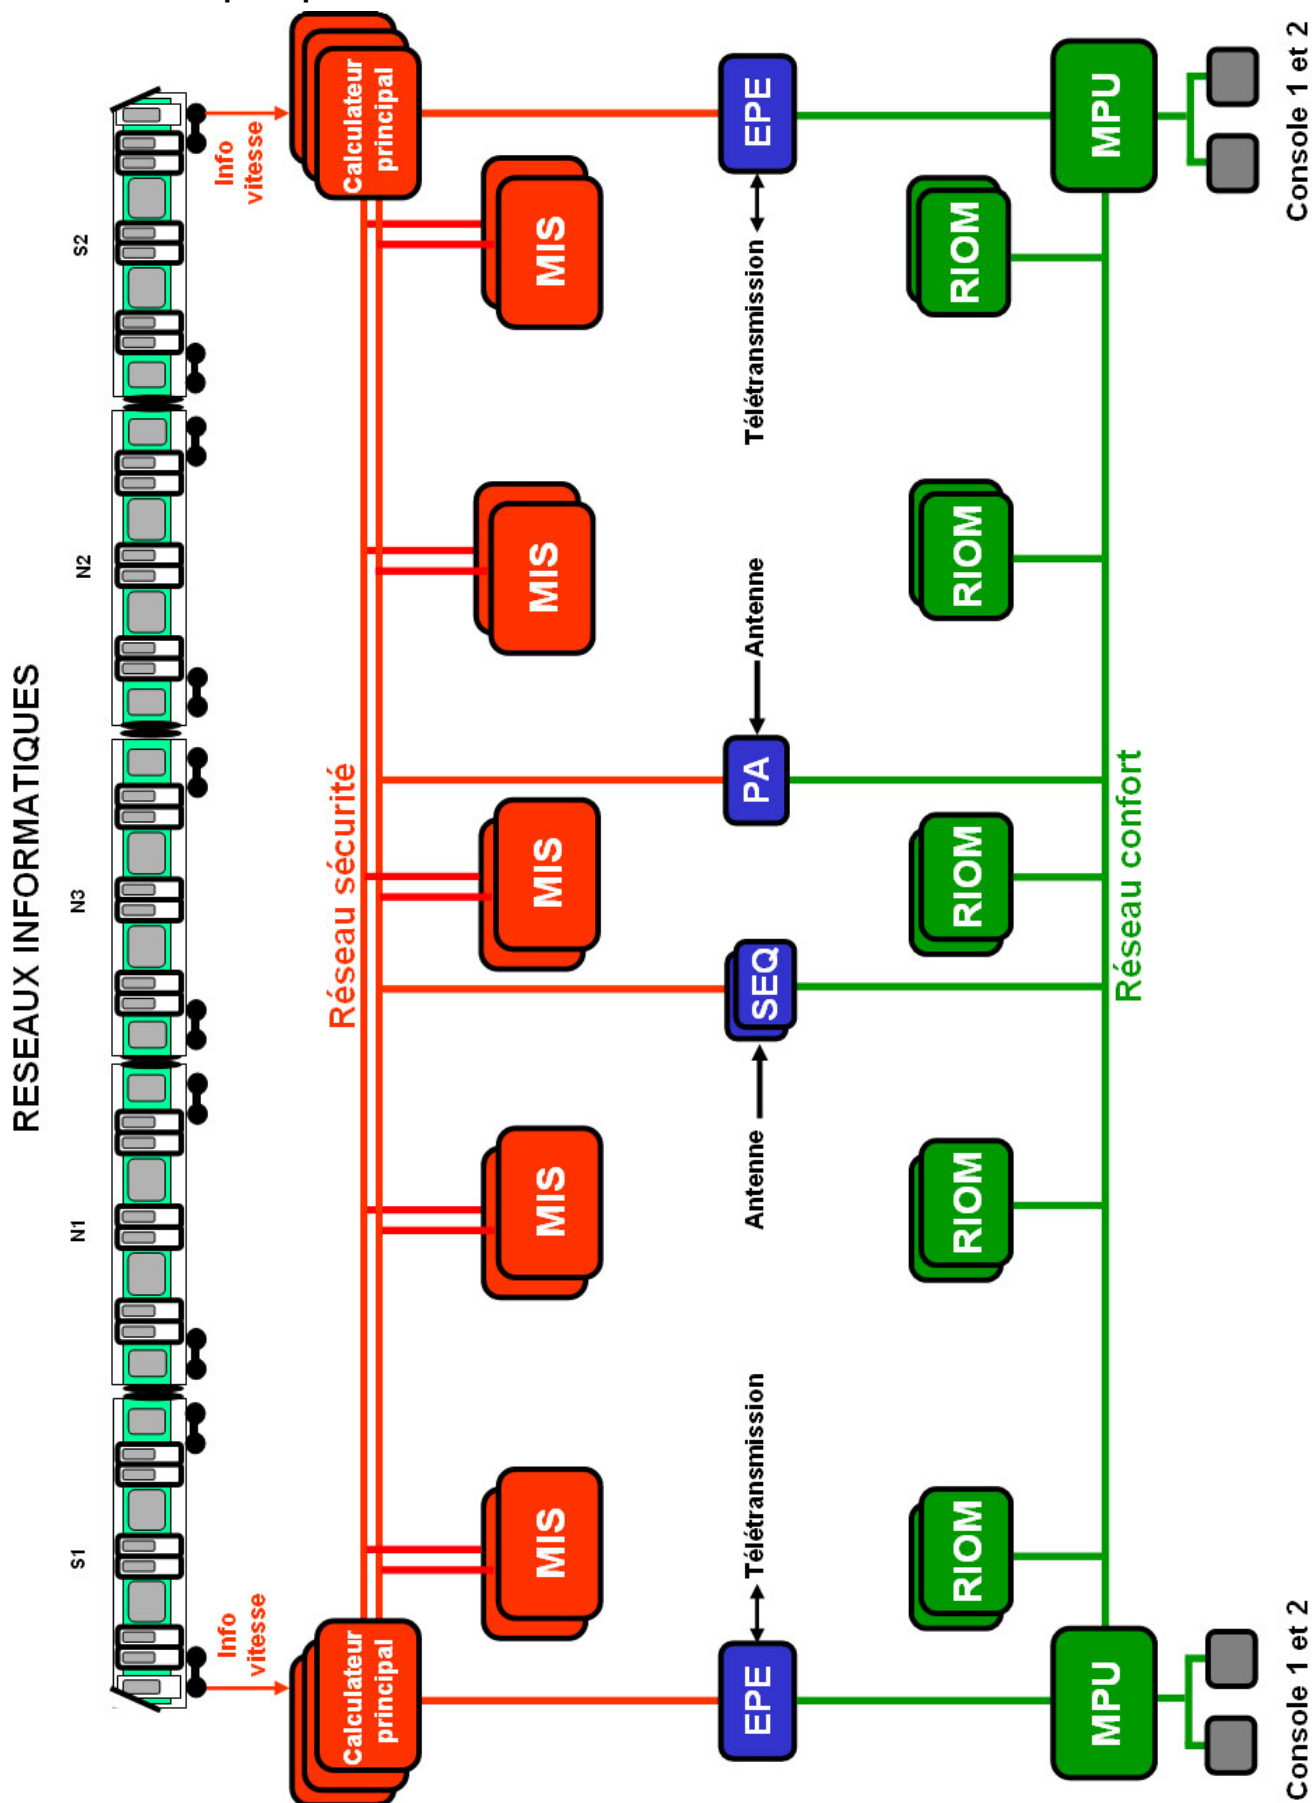 RESEAUX INFORMATIQUES
S1
N1
N3
N2
S2
Info
vitesse
Info
vitesse
Calculateur
principal
Réseau sécurité
Calculateur
principal
MIS
MIS
MIS
MIS
MIS
EPE
Télétransmission
Antenne
SEQ
PA
Antenne
Télétransmission
EPE
RIOM
RIOM
RIOM
RIOM
RIOM
MPU
Réseau confort
MPU
Console 1 et 2
Console 1 et 2